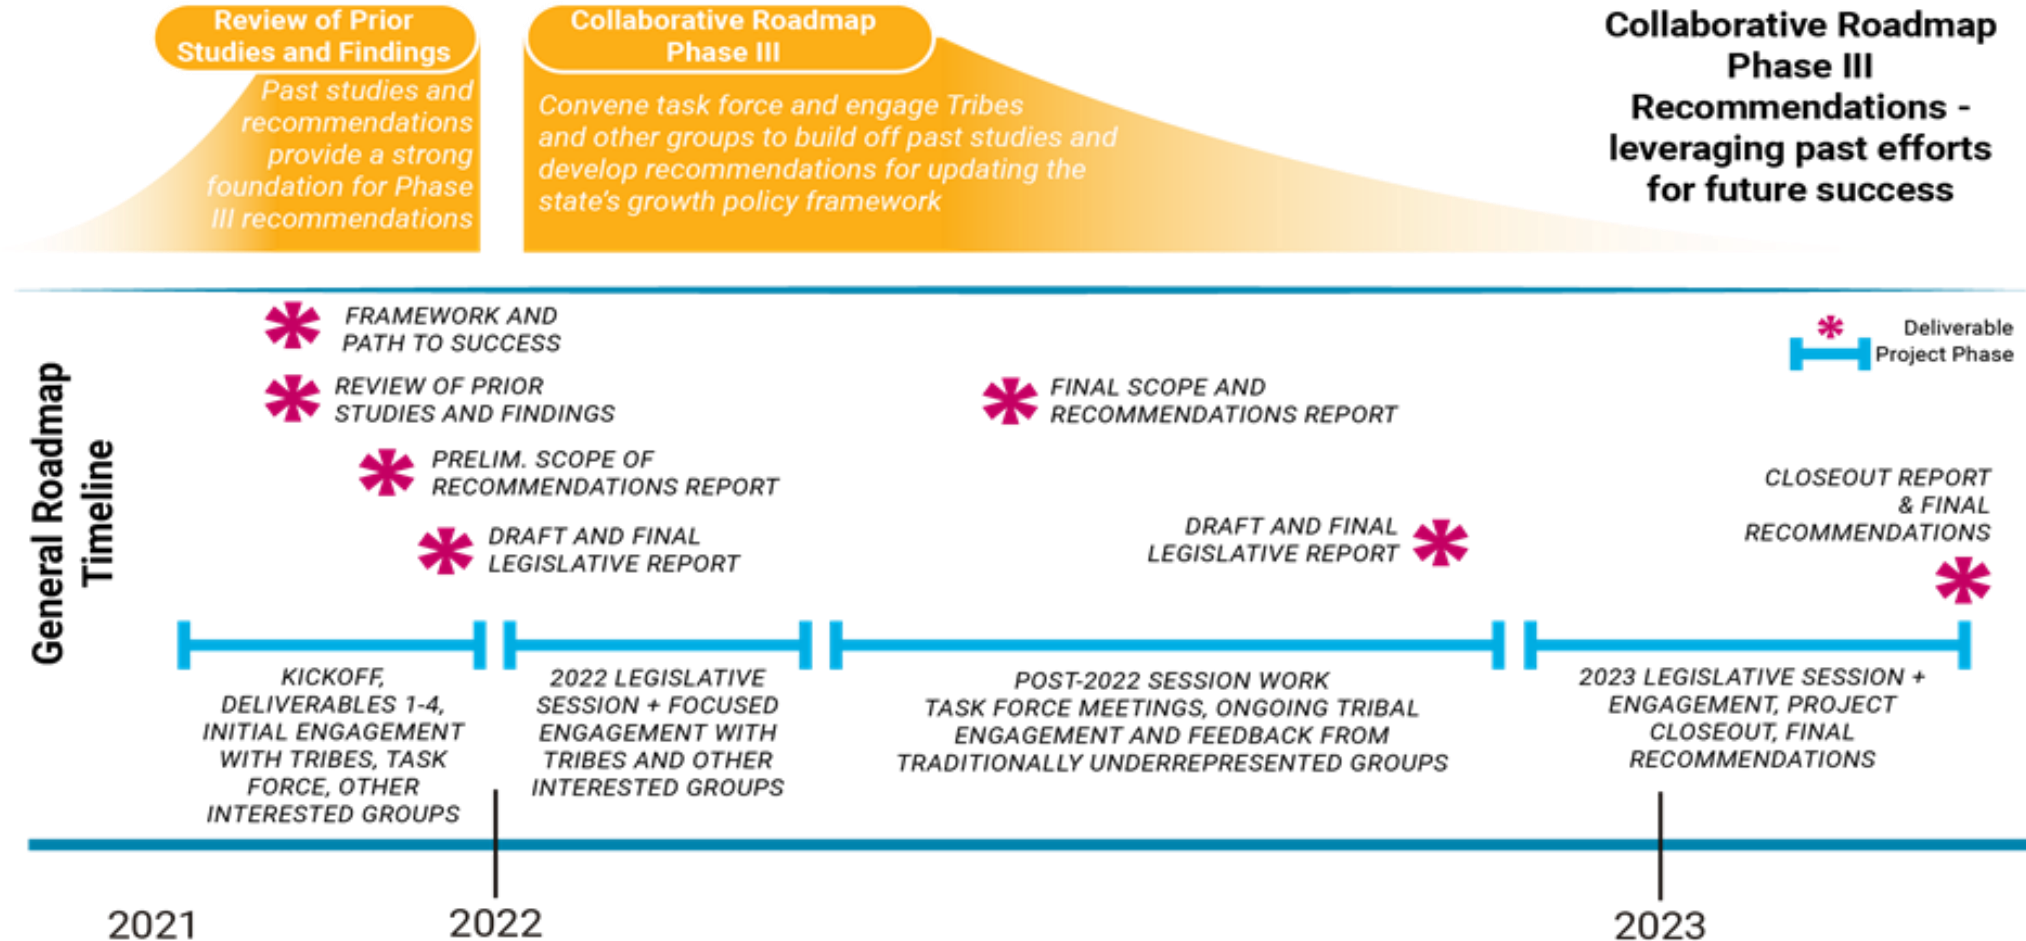 Review of Prior
Studies and Findings
Past studies and
recommendations
provide a strong
foundation for Phase
III recommendations
Collaborative Roadmap
Phase III
Convene task force and engage Tribes
and other groups to build off past studies and
develop recommendations for updating the
state's growth policy framework
Collaborative Roadmap
Phase III
Recommendations -
leveraging past efforts
for future success
General Roadmap
Timeline
FRAMEWORK AND
PATH TO SUCCESS
REVIEW OF PRIOR
STUDIES AND FINDINGS
PRELIM. SCOPE OF
RECOMMENDATIONS REPORT
DRAFT AND FINAL
LEGISLATIVE REPORT
FINAL SCOPE AND
RECOMMENDATIONS REPORT
DRAFT AND FINAL
LEGISLATIVE REPORT
Deliverable
Project Phase
CLOSEOUT REPORT
& FINAL
RECOMMENDATIONS
KICKOFF,
DELIVERABLES 1-4,
INITIAL ENGAGEMENT
WITH TRIBES, TASK
FORCE, OTHER
INTERESTED GROUPS
2022 LEGISLATIVE
SESSION + FOCUSED
ENGAGEMENT WITH
TRIBES AND OTHER
INTERESTED GROUPS
POST-2022 SESSION WORK
TASK FORCE MEETINGS, ONGOING TRIBAL
ENGAGEMENT AND FEEDBACK FROM
TRADITIONALLY UNDERREPRESENTED GROUPS
2023 LEGISLATIVE SESSION +
ENGAGEMENT, PROJECT
CLOSEOUT, FINAL
RECOMMENDATIONS
2021
2022
2023